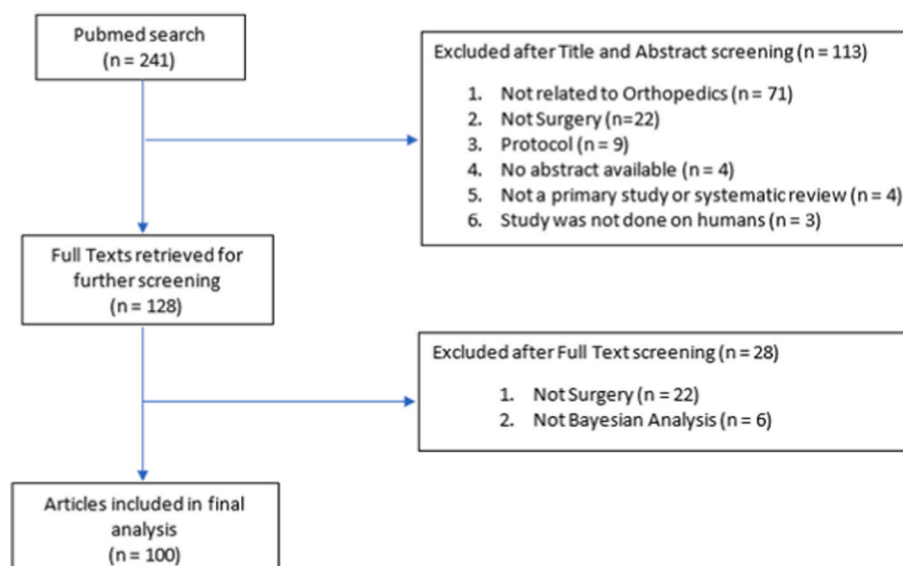 Pubmed search
(n = 241)
Excluded after Title and Abstract screening (n = 113)
1. Not related to Orthopedics (n = 71)
2. Not Surgery (n=22)
3. Protocol (n = 9)
4. No abstract available (n = 4)
5. Not a primary study or systematic review (n = 4)
6. Study was not done on humans (n = 3)
Full Texts retrieved for
further screening
(n = 128)
Excluded after Full Text screening (n = 28)
1. Not Surgery (n = 22)
2. Not Bayesian Analysis (n = 6)
Articles included in final
analysis
(n = 100)